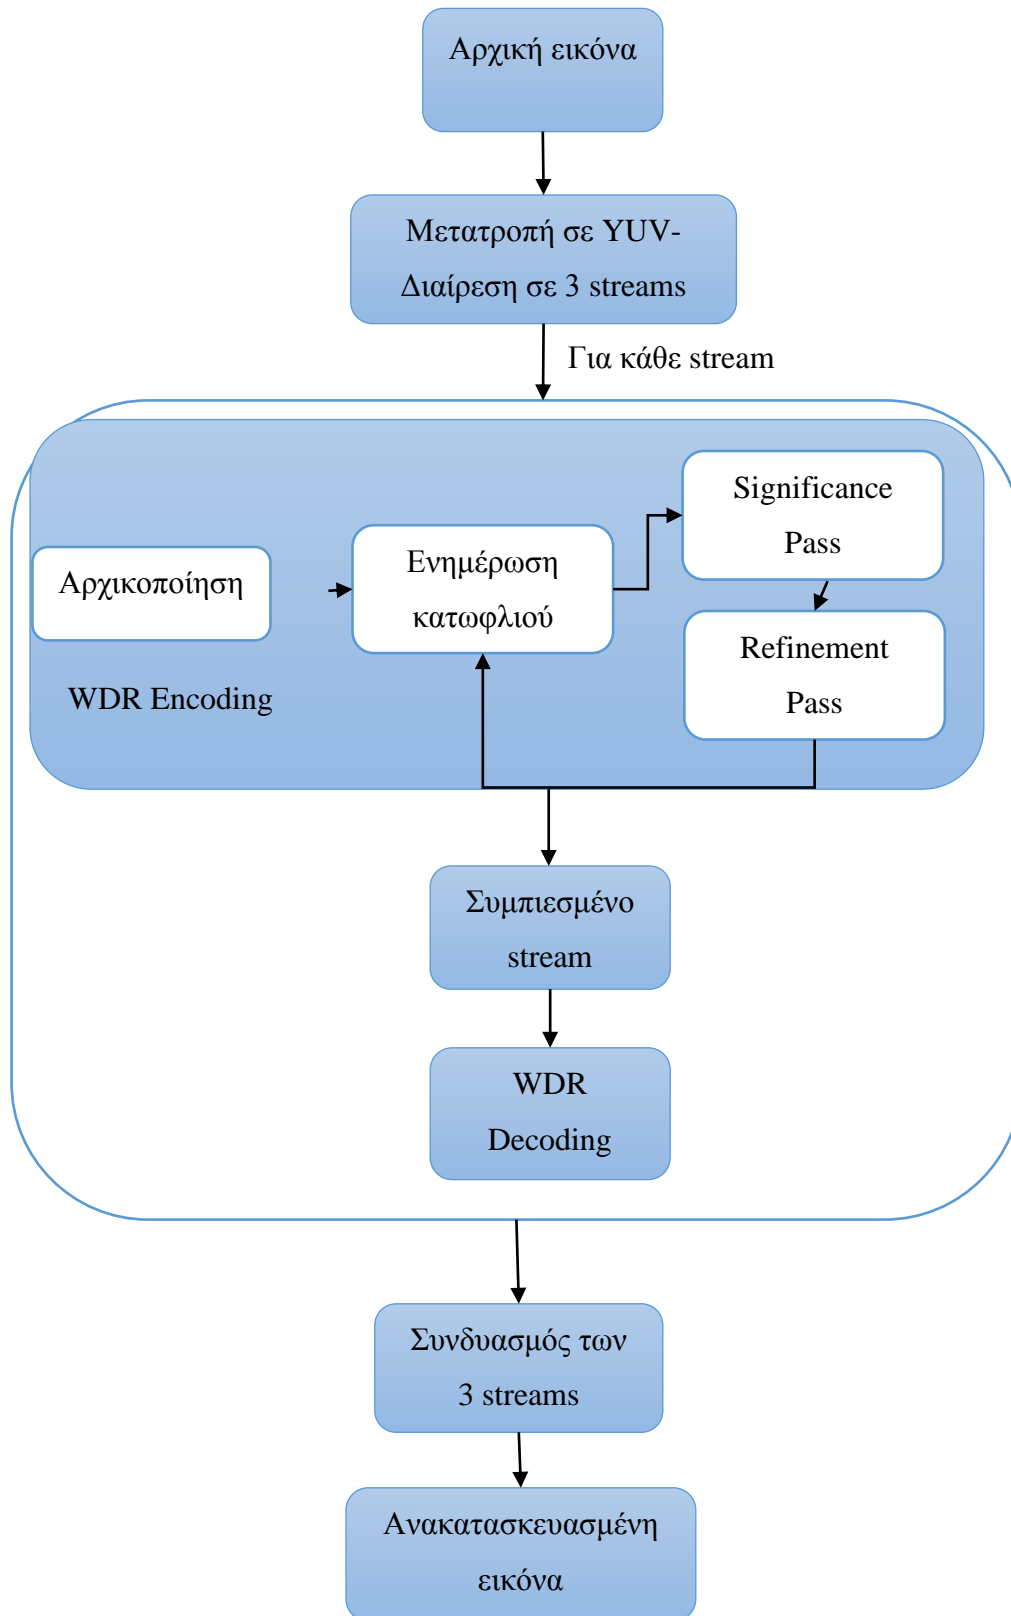 Αρχική εικόνα
Μετατροπή σε YUV-
Διαίρεση σε 3 streams
Για κάθε stream
Significance
Pass
Ενημέρωση
κατωφλιού
Αρχικοποίηση
Refinement
Pass
WDR Encoding
Συμπιεσμένο
stream
WDR
Decoding
Συνδυασμός των
3 streams
Ανακατασκευασμένη
εικόνα